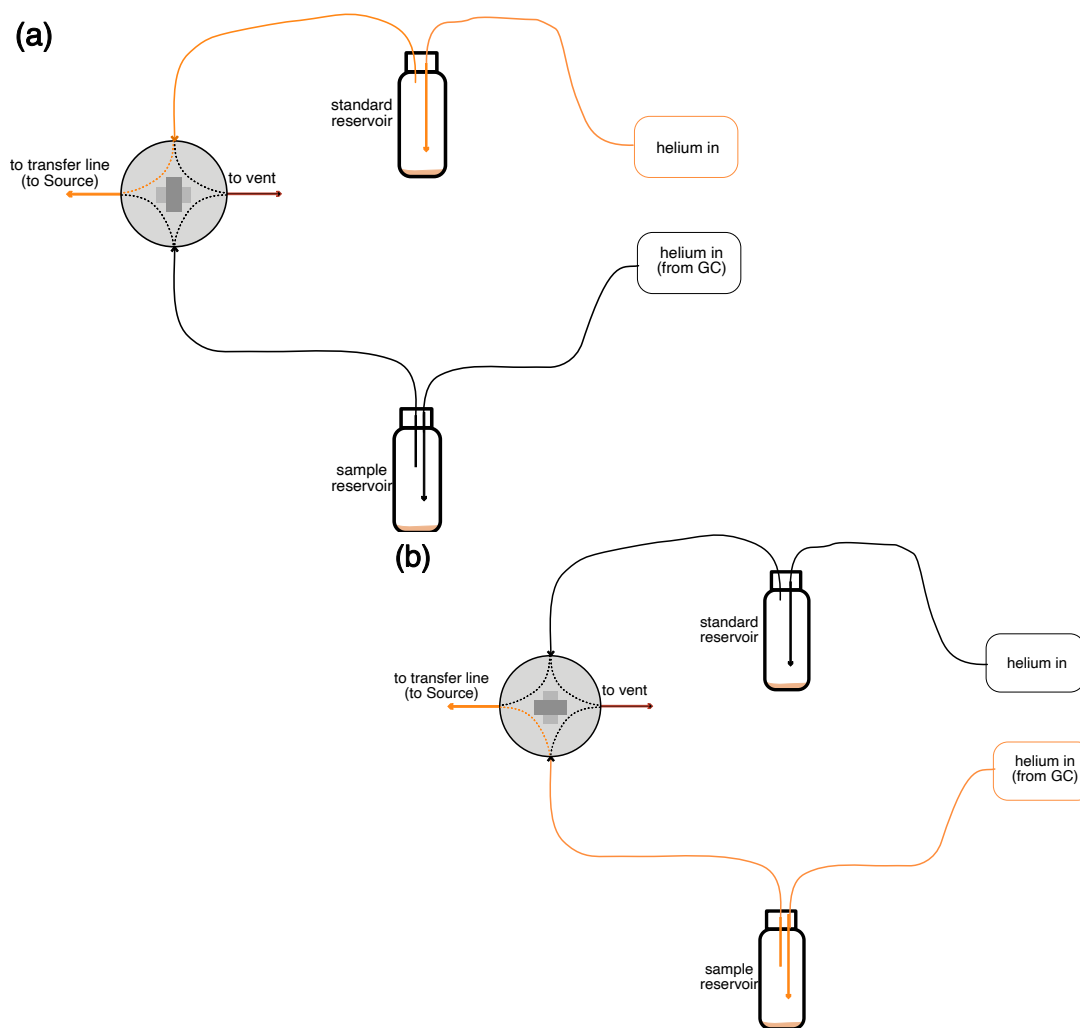 (a)
standard
reservoir
helium in
to transfer line
(to Source)
to vent
helium in
(from GC)
sample
reservoir
(b)
standard
reservoir
helium in
to transfer line
(to Source)
to vent
helium in
(from GC)
sample
reservoir